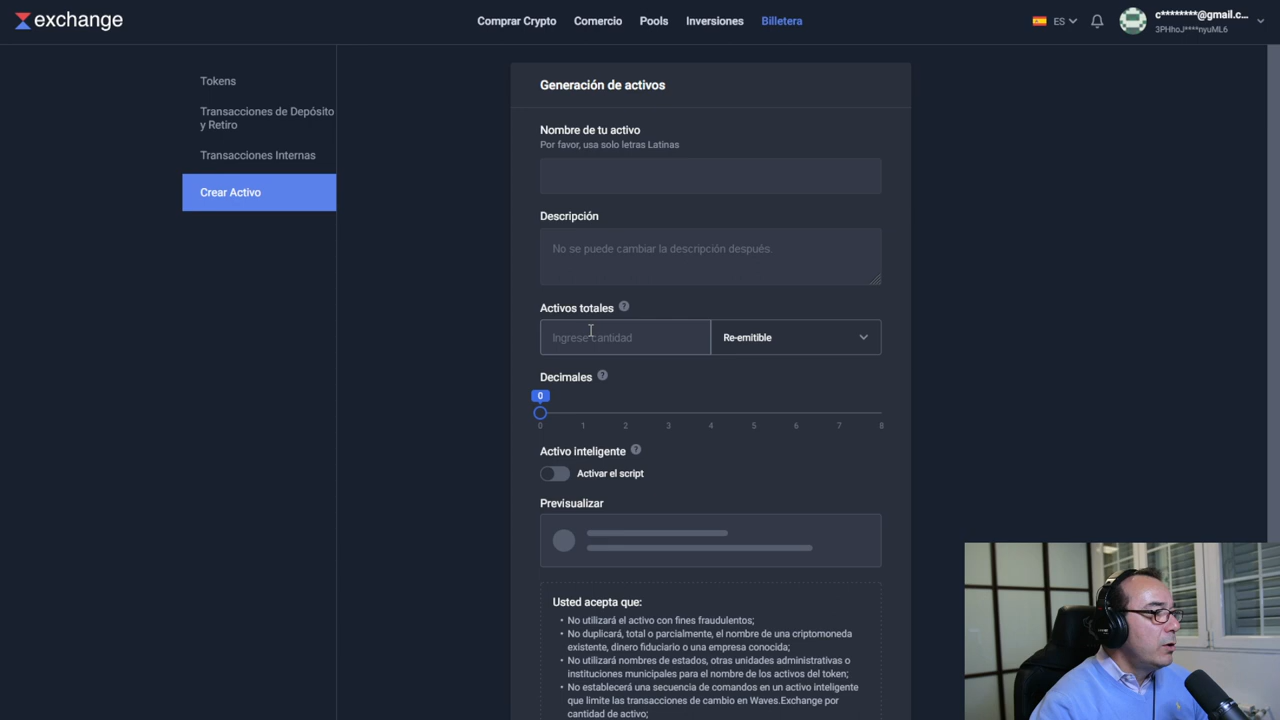 exchange
Comprar Crypto
Comercio
Pools
Inversiones
Billetera
ES
c********@gmail.c...
3PHhoJ****nyuML6
Tokens
Transacciones de Depósito
y Retiro
Transacciones Internas
Crear Activo
Generación de activos
Nombre de tu activo
Por favor, usa solo letras Latinas
Descripción
No se puede cambiar la descripción después.
Activos totales ?
Ingrese cantidad
Re-emitible
Decimales ?
0
0 1 2 3 4 5 6 7 8
Activo inteligente ?
Activar el script
Previsualizar
Usted acepta que:
• No utilizará el activo con fines fraudulentos;
• No duplicará, total o parcialmente, el nombre de una criptomoneda
existente, dinero fiduciario o una empresa conocida;
• No utilizará nombres de estados, otras unidades administrativas o
instituciones municipales para el nombre de los activos del token;
• No establecerá una secuencia de comandos en un activo inteligente
que limite las transacciones de cambio en Waves.Exchange por
cantidad de activo;